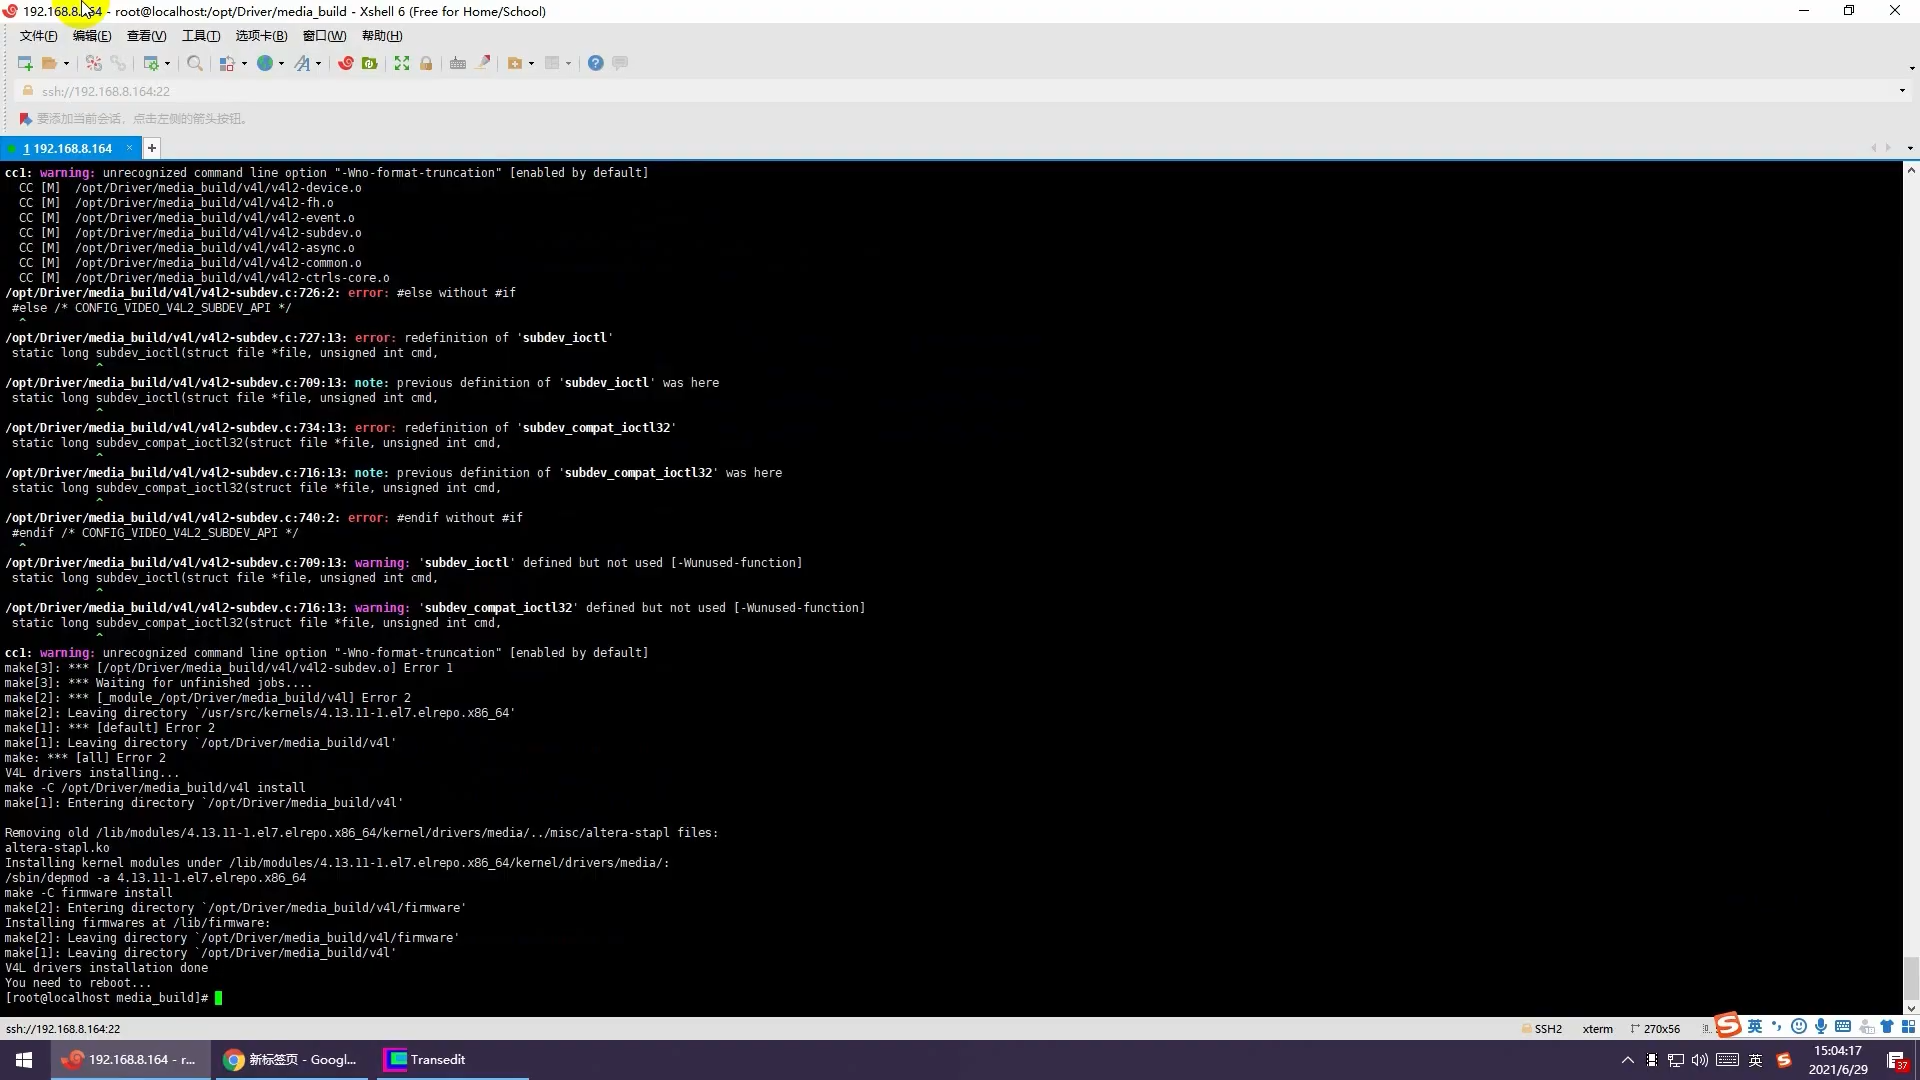 192.168.8.164 - root@localhost:/opt/Driver/media_build - Xshell 6 (Free for Home/School)
文件(F) 编辑(E) 查看(V) 工具(T) 选项卡(B) 窗口(W) 帮助(H)
ssh://192.168.8.164:22
要添加当前会话，点击左侧的箭头按钮。
1 192.168.8.164 × +
cc1: warning: unrecognized command line option "-Wno-format-truncation" [enabled by default]
CC [M]  /opt/Driver/media_build/v4l/v4l2-device.o
CC [M]  /opt/Driver/media_build/v4l/v4l2-fh.o
CC [M]  /opt/Driver/media_build/v4l/v4l2-event.o
CC [M]  /opt/Driver/media_build/v4l/v4l2-subdev.o
CC [M]  /opt/Driver/media_build/v4l/v4l2-async.o
CC [M]  /opt/Driver/media_build/v4l/v4l2-common.o
CC [M]  /opt/Driver/media_build/v4l/v4l2-ctrls-core.o
/opt/Driver/media_build/v4l/v4l2-subdev.c:726:2: error: #else without #if
#else /* CONFIG_VIDEO_V4L2_SUBDEV_API */
^
/opt/Driver/media_build/v4l/v4l2-subdev.c:727:13: error: redefinition of 'subdev_ioctl'
static long subdev_ioctl(struct file *file, unsigned int cmd,
^
/opt/Driver/media_build/v4l/v4l2-subdev.c:709:13: note: previous definition of 'subdev_ioctl' was here
static long subdev_ioctl(struct file *file, unsigned int cmd,
^
/opt/Driver/media_build/v4l/v4l2-subdev.c:734:13: error: redefinition of 'subdev_compat_ioctl32'
static long subdev_compat_ioctl32(struct file *file, unsigned int cmd,
^
/opt/Driver/media_build/v4l/v4l2-subdev.c:716:13: note: previous definition of 'subdev_compat_ioctl32' was here
static long subdev_compat_ioctl32(struct file *file, unsigned int cmd,
^
/opt/Driver/media_build/v4l/v4l2-subdev.c:740:2: error: #endif without #if
#endif /* CONFIG_VIDEO_V4L2_SUBDEV_API */
^
/opt/Driver/media_build/v4l/v4l2-subdev.c:709:13: warning: 'subdev_ioctl' defined but not used [-Wunused-function]
static long subdev_ioctl(struct file *file, unsigned int cmd,
^
/opt/Driver/media_build/v4l/v4l2-subdev.c:716:13: warning: 'subdev_compat_ioctl32' defined but not used [-Wunused-function]
static long subdev_compat_ioctl32(struct file *file, unsigned int cmd,
^
cc1: warning: unrecognized command line option "-Wno-format-truncation" [enabled by default]
make[3]: *** [/opt/Driver/media_build/v4l/v4l2-subdev.o] Error 1
make[3]: *** Waiting for unfinished jobs....
make[2]: *** [_module_/opt/Driver/media_build/v4l] Error 2
make[2]: Leaving directory `/usr/src/kernels/4.13.11-1.el7.elrepo.x86_64'
make[1]: *** [default] Error 2
make[1]: Leaving directory `/opt/Driver/media_build/v4l'
make: *** [all] Error 2
V4L drivers installing...
make -C /opt/Driver/media_build/v4l install
make[1]: Entering directory `/opt/Driver/media_build/v4l'
Removing old /lib/modules/4.13.11-1.el7.elrepo.x86_64/kernel/drivers/media/../misc/altera-stapl files:
altera-stapl.ko
Installing kernel modules under /lib/modules/4.13.11-1.el7.elrepo.x86_64/kernel/drivers/media/:
/sbin/depmod -a 4.13.11-1.el7.elrepo.x86_64
make -C firmware install
make[2]: Entering directory `/opt/Driver/media_build/v4l/firmware'
Installing firmwares at /lib/firmware:
make[2]: Leaving directory `/opt/Driver/media_build/v4l/firmware'
make[1]: Leaving directory `/opt/Driver/media_build/v4l'
V4L drivers installation done
You need to reboot...
[root@localhost media_build]#
ssh://192.168.8.164:22 SSH2 xterm 270x56 英
192.168.8.164 - r... 新标签页 - Googl... Transedit 英 15:04:17
2021/6/29 37